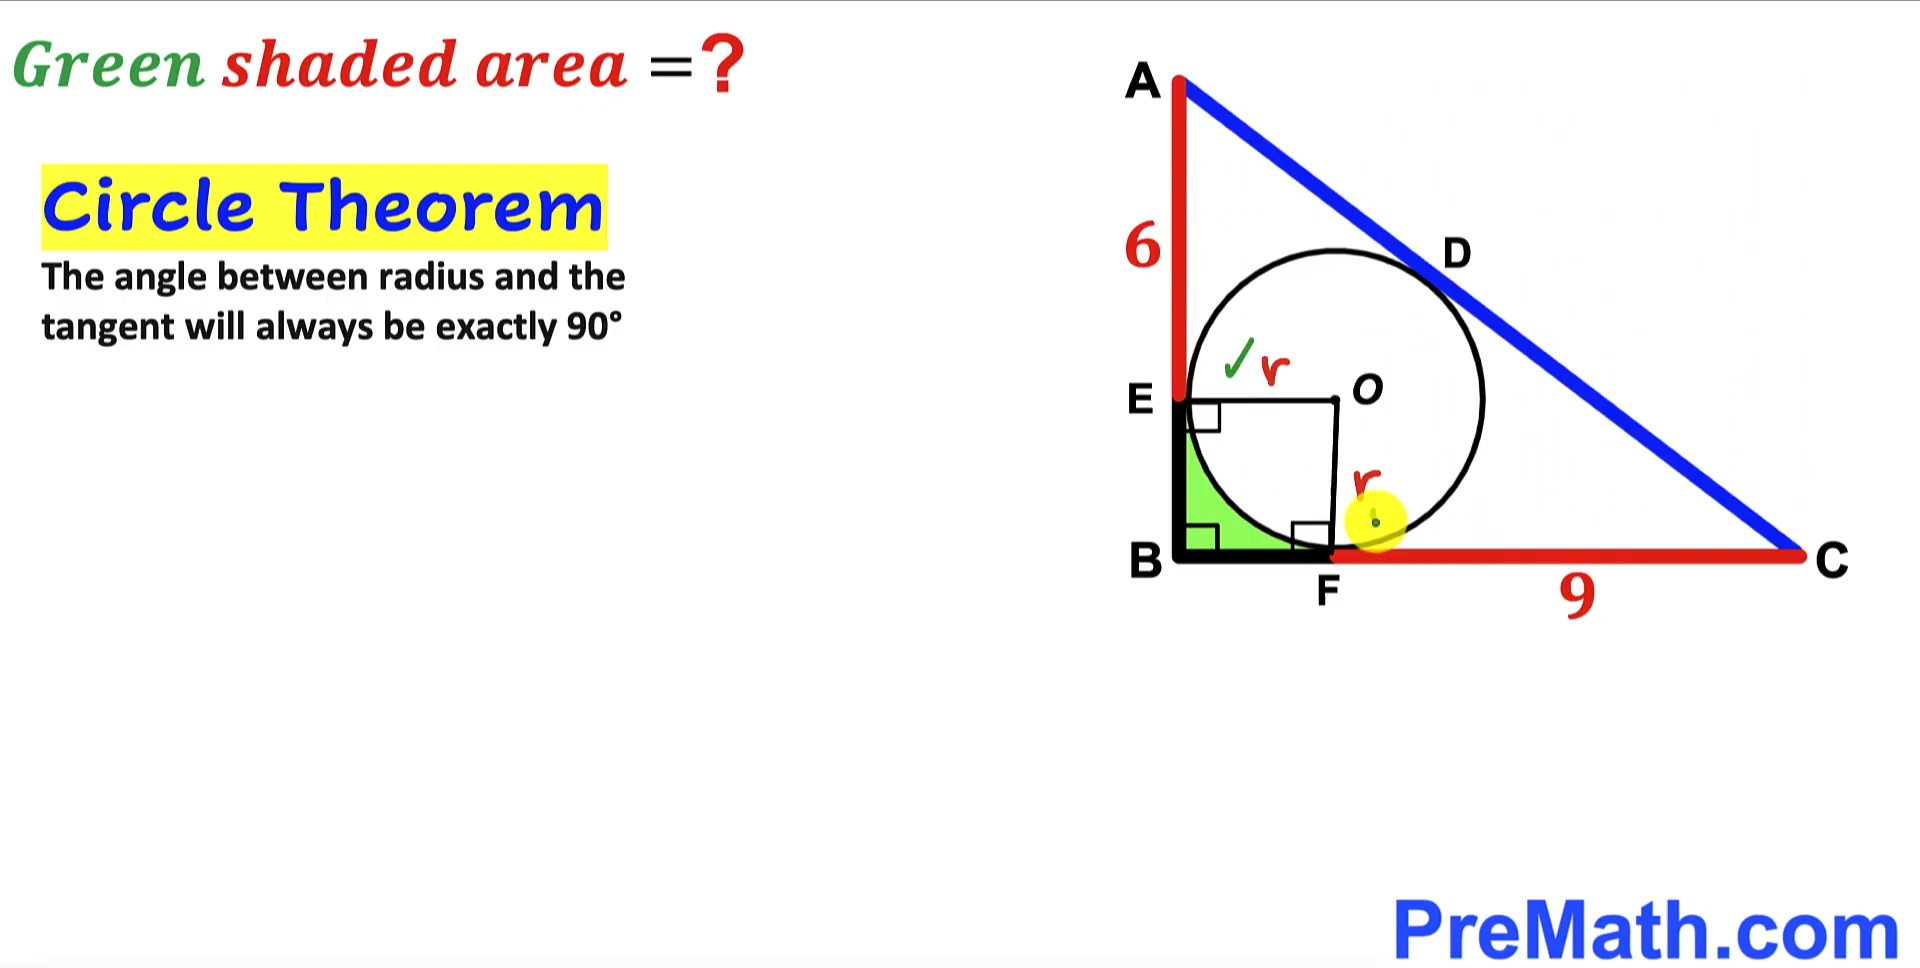 Green shaded area =?
Circle Theorem
The angle between radius and the
tangent will always be exactly 90°
A
6
D
✓r
E
O
r
B
F
C
9
PreMath.com